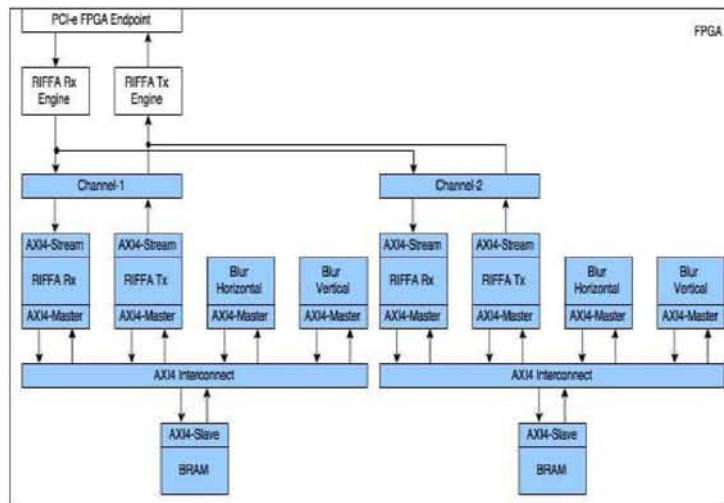 PCI-e FPGA Endpoint
FPGA
RIFFA Rx
Engine
RIFFA Tx
Engine
Channel-1
Channel-2
AXI4-Stream
RIFFA Rx
AXI4-Master
AXI4-Stream
RIFFA Tx
AXI4-Master
Blur
Horizontal
AXI4-Master
Blur
Vertical
AXI4-Master
AXI4-Stream
RIFFA Rx
AXI4-Master
AXI4-Stream
RIFFA Tx
AXI4-Master
Blur
Horizontal
AXI4-Master
Blur
Vertical
AXI4-Master
AXI4 Interconnect
AXI4 Interconnect
AXI4-Slave
BRAM
AXI4-Slave
BRAM